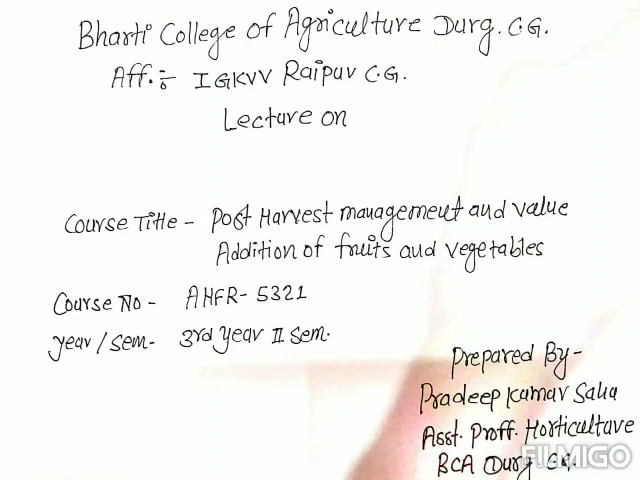 Bharti College of Agriculture Durg. C.G.
Aff.:- IGKVV Raipur C.G.
Lecture on
Course Title - Post Harvest management and value
Addition of fruits and vegetables
Course No - AHFR-5321
year / sem. - 3rd year II sem.
Prepared By -
Pradeep Kumar Saha
Asst. Proff. Horticulture
BCA Durg C.G.
FILMIGO